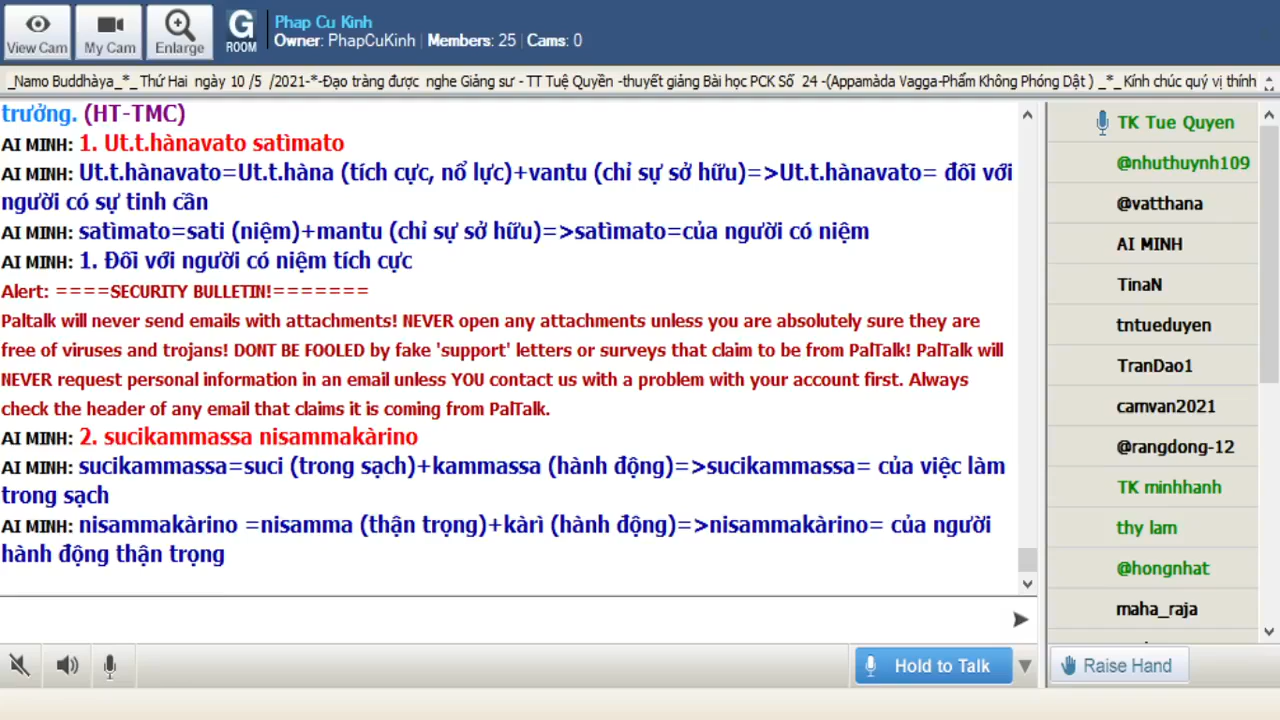 View Cam
My Cam
Enlarge
G
ROOM
Phap Cu Kinh
Owner: PhapCuKinh | Members: 25 | Cams: 0
_Namo Buddhàya_*_ Thứ Hai ngày 10 /5 /2021-*-Đạo tràng được nghe Giảng sư - TT Tuệ Quyền -thuyết giảng Bài học PCK Số 24 -(Appamàda Vagga-Phẩm Không Phóng Dật ) _*_ Kính chúc quý vị thính
trưởng. (HT-TMC)
AI MINH: 1. Ut.t.hànavato satìmato
AI MINH: Ut.t.hànavato=Ut.t.hàna (tích cực, nổ lực)+vantu (chỉ sự sở hữu)=>Ut.t.hànavato= đối với
người có sự tinh cần
AI MINH: satìmato=sati (niệm)+mantu (chỉ sự sở hữu)=>satìmato=của người có niệm
AI MINH: 1. Đối với người có niệm tích cực
Alert: ====SECURITY BULLETIN!=======
Paltalk will never send emails with attachments! NEVER open any attachments unless you are absolutely sure they are
free of viruses and trojans! DONT BE FOOLED by fake 'support' letters or surveys that claim to be from PalTalk! PalTalk will
NEVER request personal information in an email unless YOU contact us with a problem with your account first. Always
check the header of any email that claims it is coming from PalTalk.
AI MINH: 2. sucikammassa nisammakàrino
AI MINH: sucikammassa=suci (trong sạch)+kammassa (hành động)=>sucikammassa= của việc làm
trong sạch
AI MINH: nisammakàrino =nisamma (thận trọng)+kàrì (hành động)=>nisammakàrino= của người
hành động thận trọng
TK Tue Quyen
@nhuthuynh109
@vatthana
AI MINH
TinaN
tntueduyen
TranDao1
camvan2021
@rangdong-12
TK minhhanh
thy lam
@hongnhat
maha_raja
Hold to Talk
Raise Hand